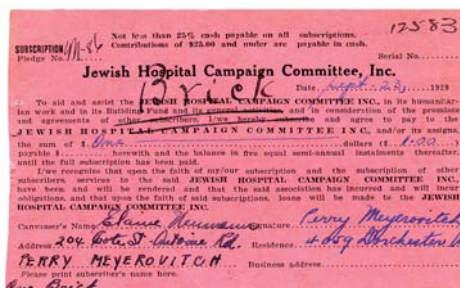 12583
Not less than 25% cash payable on all subscriptions.
Contributions of $25.00 and under are payable in cash.
SUBSCRIPTION
Pledge No.
Serial No.
Jewish Hospital Campaign Committee, Inc.
Brick
Date Sept. 22, 1929
To aid and assist the JEWISH HOSPITAL CAMPAIGN COMMITTEE INC., in its humanitar-
ian work and in its Building Fund and its general activities, and in consideration of the promises
and agreements of other subscribers, I/we hereby subscribe and agree to pay to the
JEWISH HOSPITAL CAMPAIGN COMMITTEE INC., and/or its assigns,
the sum of $ One dollars ($ 1.00 )
payable $ herewith and the balance in five equal semi-annual instalments thereafter,
until the full subscription has been paid.
I/we recognize that upon the faith of my/our subscription and the subscription of other
subscribers, services to the said JEWISH HOSPITAL CAMPAIGN COMMITTEE INC.,
have been and will be rendered and that the said association has incurred and will incur
obligations, and that upon the faith of said subscriptions, loans will be made to the JEWISH
HOSPITAL CAMPAIGN COMMITTEE INC.
Canvasser's Name Elaine Signature Perry Meyerovitch
Address 204 Cote St. Rd. Residence 4059 Dorchester W
PERRY MEYEROVITCH Business address
Please print subscriber's name here.
One Brick